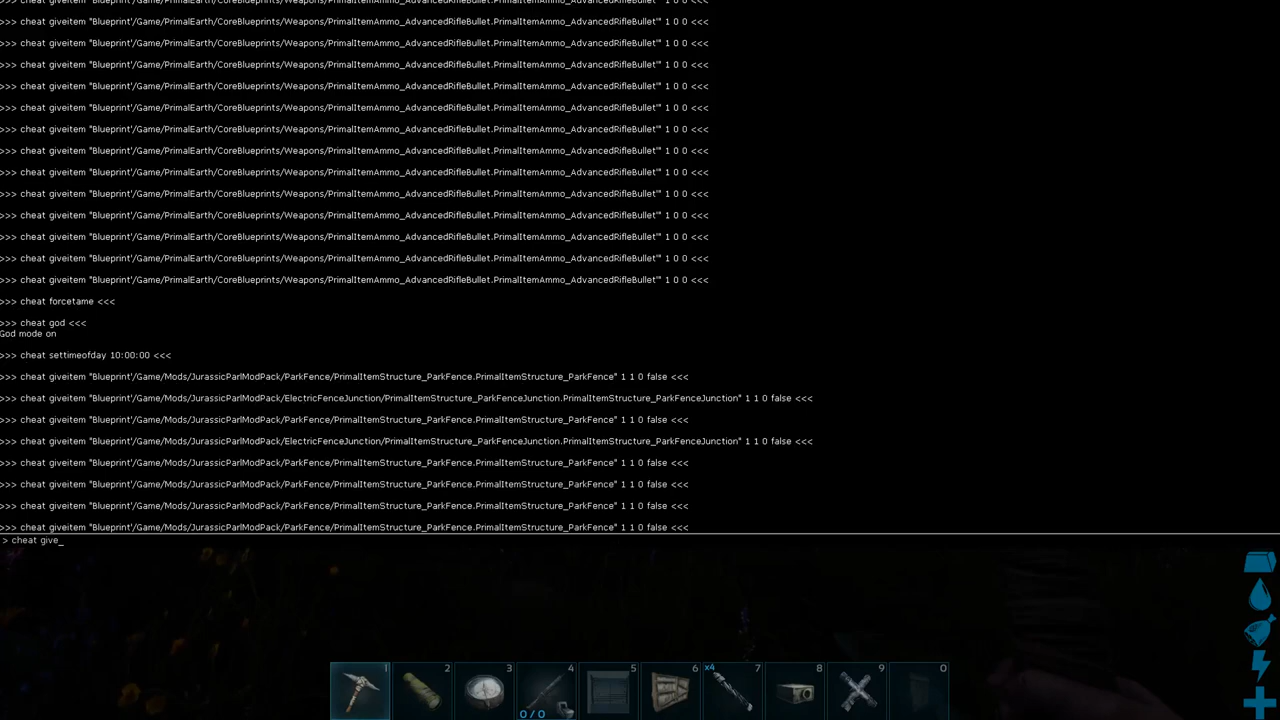 >>> cheat giveitem "Blueprint'/Game/PrimalEarth/CoreBlueprints/Weapons/PrimalItemAmmo_AdvancedRifleBullet.PrimalItemAmmo_AdvancedRifleBullet'" 1 0 0 <<<
>>> cheat giveitem "Blueprint'/Game/PrimalEarth/CoreBlueprints/Weapons/PrimalItemAmmo_AdvancedRifleBullet.PrimalItemAmmo_AdvancedRifleBullet'" 1 0 0 <<<
>>> cheat giveitem "Blueprint'/Game/PrimalEarth/CoreBlueprints/Weapons/PrimalItemAmmo_AdvancedRifleBullet.PrimalItemAmmo_AdvancedRifleBullet'" 1 0 0 <<<
>>> cheat giveitem "Blueprint'/Game/PrimalEarth/CoreBlueprints/Weapons/PrimalItemAmmo_AdvancedRifleBullet.PrimalItemAmmo_AdvancedRifleBullet'" 1 0 0 <<<
>>> cheat giveitem "Blueprint'/Game/PrimalEarth/CoreBlueprints/Weapons/PrimalItemAmmo_AdvancedRifleBullet.PrimalItemAmmo_AdvancedRifleBullet'" 1 0 0 <<<
>>> cheat giveitem "Blueprint'/Game/PrimalEarth/CoreBlueprints/Weapons/PrimalItemAmmo_AdvancedRifleBullet.PrimalItemAmmo_AdvancedRifleBullet'" 1 0 0 <<<
>>> cheat giveitem "Blueprint'/Game/PrimalEarth/CoreBlueprints/Weapons/PrimalItemAmmo_AdvancedRifleBullet.PrimalItemAmmo_AdvancedRifleBullet'" 1 0 0 <<<
>>> cheat giveitem "Blueprint'/Game/PrimalEarth/CoreBlueprints/Weapons/PrimalItemAmmo_AdvancedRifleBullet.PrimalItemAmmo_AdvancedRifleBullet'" 1 0 0 <<<
>>> cheat giveitem "Blueprint'/Game/PrimalEarth/CoreBlueprints/Weapons/PrimalItemAmmo_AdvancedRifleBullet.PrimalItemAmmo_AdvancedRifleBullet'" 1 0 0 <<<
>>> cheat giveitem "Blueprint'/Game/PrimalEarth/CoreBlueprints/Weapons/PrimalItemAmmo_AdvancedRifleBullet.PrimalItemAmmo_AdvancedRifleBullet'" 1 0 0 <<<
>>> cheat giveitem "Blueprint'/Game/PrimalEarth/CoreBlueprints/Weapons/PrimalItemAmmo_AdvancedRifleBullet.PrimalItemAmmo_AdvancedRifleBullet'" 1 0 0 <<<
>>> cheat giveitem "Blueprint'/Game/PrimalEarth/CoreBlueprints/Weapons/PrimalItemAmmo_AdvancedRifleBullet.PrimalItemAmmo_AdvancedRifleBullet'" 1 0 0 <<<
>>> cheat giveitem "Blueprint'/Game/PrimalEarth/CoreBlueprints/Weapons/PrimalItemAmmo_AdvancedRifleBullet.PrimalItemAmmo_AdvancedRifleBullet'" 1 0 0 <<<
>>> cheat giveitem "Blueprint'/Game/PrimalEarth/CoreBlueprints/Weapons/PrimalItemAmmo_AdvancedRifleBullet.PrimalItemAmmo_AdvancedRifleBullet'" 1 0 0 <<<
>>> cheat forcetame <<<
>>> cheat god <<<
God mode on
>>> cheat settimeofday 10:00:00 <<<
>>> cheat giveitem "Blueprint'/Game/Mods/JurassicParlModPack/ParkFence/PrimalItemStructure_ParkFence.PrimalItemStructure_ParkFence" 1 1 0 false <<<
>>> cheat giveitem "Blueprint'/Game/Mods/JurassicParlModPack/ElectricFenceJunction/PrimalItemStructure_ParkFenceJunction.PrimalItemStructure_ParkFenceJunction" 1 1 0 false <<<
>>> cheat giveitem "Blueprint'/Game/Mods/JurassicParlModPack/ParkFence/PrimalItemStructure_ParkFence.PrimalItemStructure_ParkFence" 1 1 0 false <<<
>>> cheat giveitem "Blueprint'/Game/Mods/JurassicParlModPack/ElectricFenceJunction/PrimalItemStructure_ParkFenceJunction.PrimalItemStructure_ParkFenceJunction" 1 1 0 false <<<
>>> cheat giveitem "Blueprint'/Game/Mods/JurassicParlModPack/ParkFence/PrimalItemStructure_ParkFence.PrimalItemStructure_ParkFence" 1 1 0 false <<<
>>> cheat giveitem "Blueprint'/Game/Mods/JurassicParlModPack/ParkFence/PrimalItemStructure_ParkFence.PrimalItemStructure_ParkFence" 1 1 0 false <<<
>>> cheat giveitem "Blueprint'/Game/Mods/JurassicParlModPack/ParkFence/PrimalItemStructure_ParkFence.PrimalItemStructure_ParkFence" 1 1 0 false <<<
>>> cheat giveitem "Blueprint'/Game/Mods/JurassicParlModPack/ParkFence/PrimalItemStructure_ParkFence.PrimalItemStructure_ParkFence" 1 1 0 false <<<
> cheat give_
1 2 3 4 5 6 x4 7 8 9 0
0 / 0